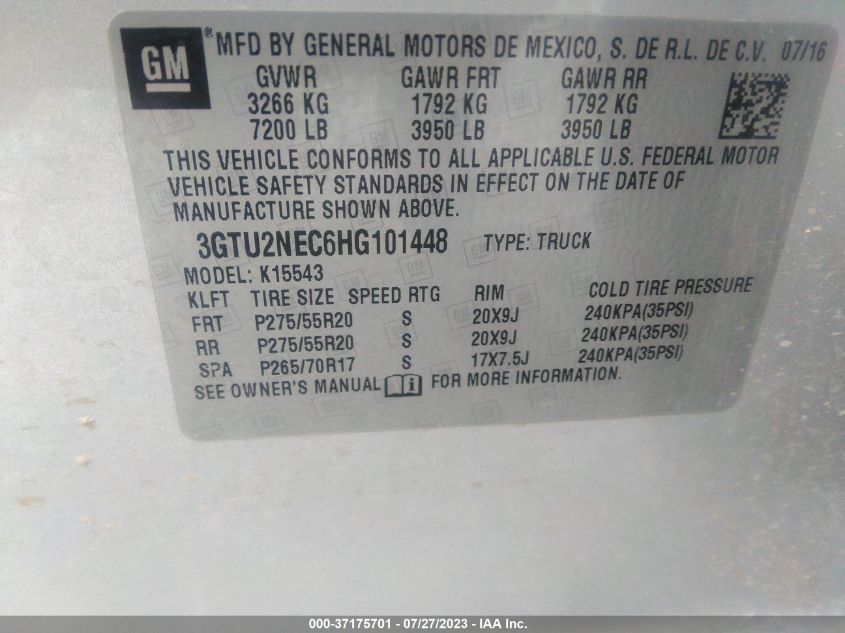 GM ® MFD BY GENERAL MOTORS DE MEXICO, S. DE R.L. DE C.V. 07/16
GVWR GAWR FRT GAWR RR
3266 KG 1792 KG 1792 KG
7200 LB 3950 LB 3950 LB
THIS VEHICLE CONFORMS TO ALL APPLICABLE U.S. FEDERAL MOTOR
VEHICLE SAFETY STANDARDS IN EFFECT ON THE DATE OF
MANUFACTURE SHOWN ABOVE.
3GTU2NEC6HG101448 TYPE: TRUCK
MODEL: K15543
KLFT TIRE SIZE SPEED RTG RIM COLD TIRE PRESSURE
FRT P275/55R20 S 20X9J 240KPA(35PSI)
RR P275/55R20 S 20X9J 240KPA(35PSI)
SPA P265/70R17 S 17X7.5J 240KPA(35PSI)
SEE OWNER'S MANUAL i FOR MORE INFORMATION.
000-37175701 - 07/27/2023 - IAA Inc.